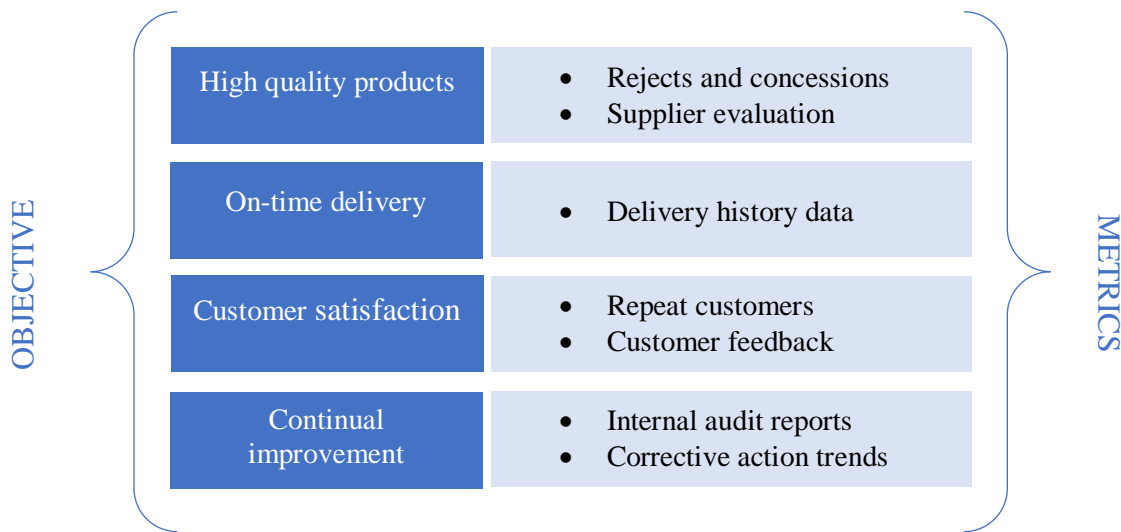 OBJECTIVE
High quality products
• Rejects and concessions
• Supplier evaluation
On-time delivery
• Delivery history data
Customer satisfaction
• Repeat customers
• Customer feedback
Continual
improvement
• Internal audit reports
• Corrective action trends
METRICS